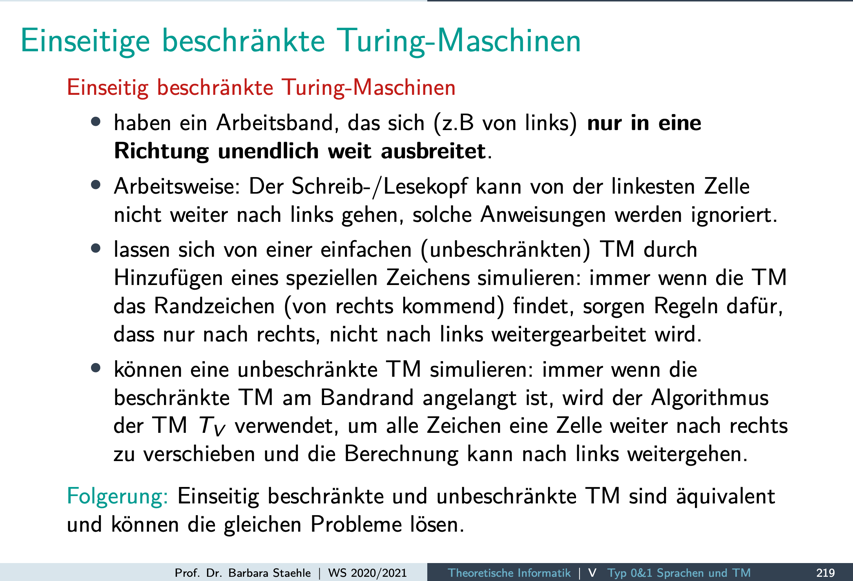 Einseitige beschränkte Turing-Maschinen
Einseitig beschränkte Turing-Maschinen
• haben ein Arbeitsband, das sich (z.B von links) nur in eine
Richtung unendlich weit ausbreitet.
• Arbeitsweise: Der Schreib-/Lesekopf kann von der linkesten Zelle
nicht weiter nach links gehen, solche Anweisungen werden ignoriert.
• lassen sich von einer einfachen (unbeschränkten) TM durch
Hinzufügen eines speziellen Zeichens simulieren: immer wenn die TM
das Randzeichen (von rechts kommend) findet, sorgen Regeln dafür,
dass nur nach rechts, nicht nach links weitergearbeitet wird.
• können eine unbeschränkte TM simulieren: immer wenn die
beschränkte TM am Bandrand angelangt ist, wird der Algorithmus
der TM T_V verwendet, um alle Zeichen eine Zelle weiter nach rechts
zu verschieben und die Berechnung kann nach links weitergehen.
Folgerung: Einseitig beschränkte und unbeschränkte TM sind äquivalent
und können die gleichen Probleme lösen.
Prof. Dr. Barbara Staehle | WS 2020/2021 Theoretische Informatik | V Typ 0&1 Sprachen und TM 219